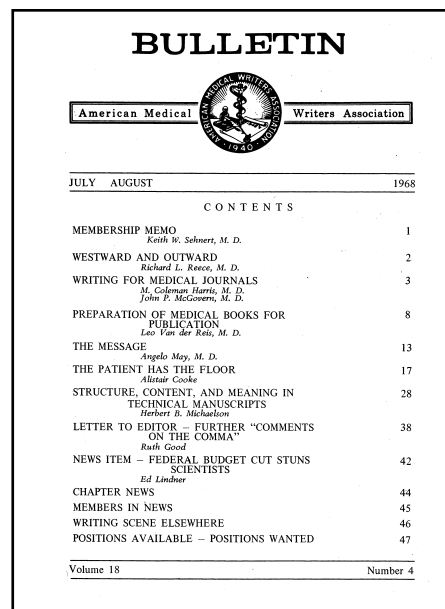 BULLETIN
AMERICAN MEDICAL WRITERS ASSOCIATION
· 1940 ·
American Medical Writers Association
JULY AUGUST 1968
CONTENTS
MEMBERSHIP MEMO 1
Keith W. Sehnert, M. D.
WESTWARD AND OUTWARD 2
Richard L. Reece, M. D.
WRITING FOR MEDICAL JOURNALS 3
M. Coleman Harris, M. D.
John P. McGovern, M. D.
PREPARATION OF MEDICAL BOOKS FOR 8
PUBLICATION
Leo Van der Reis, M. D.
THE MESSAGE 13
Angelo May, M. D.
THE PATIENT HAS THE FLOOR 17
Alistair Cooke
STRUCTURE, CONTENT, AND MEANING IN 28
TECHNICAL MANUSCRIPTS
Herbert B. Michaelson
LETTER TO EDITOR – FURTHER “COMMENTS 38
ON THE COMMA”
Ruth Good
NEWS ITEM – FEDERAL BUDGET CUT STUNS 42
SCIENTISTS
Ed Lindner
CHAPTER NEWS 44
MEMBERS IN NEWS 45
WRITING SCENE ELSEWHERE 46
POSITIONS AVAILABLE – POSITIONS WANTED 47
Volume 18 Number 4